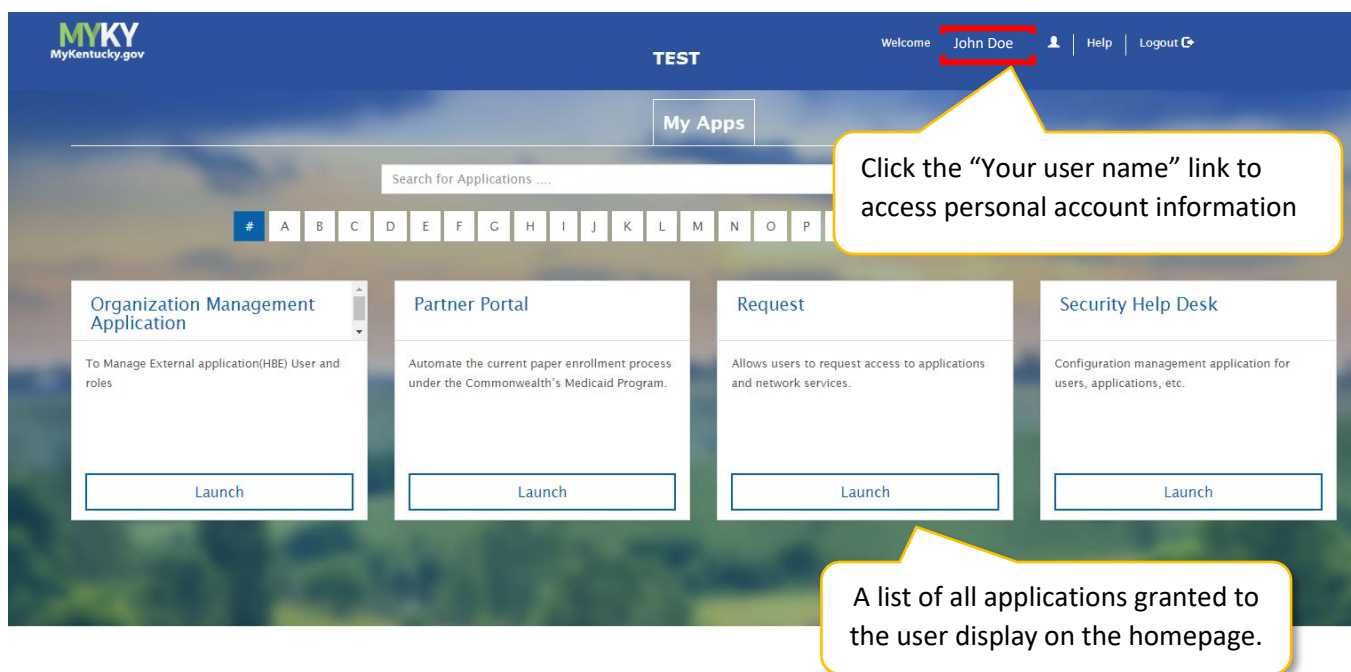 MYKY
MyKentucky.gov
TEST
Welcome John Doe Help Logout
My Apps
Search for Applications ....
Click the “Your user name” link to
access personal account information
# A B C D E F G H I J K L M N O P
Organization Management
Application
To Manage External application(HBE) User and
roles
Launch
Partner Portal
Automate the current paper enrollment process
under the Commonwealth's Medicaid Program.
Launch
Request
Allows users to request access to applications
and network services.
Launch
Security Help Desk
Configuration management application for
users, applications, etc.
Launch
A list of all applications granted to
the user display on the homepage.